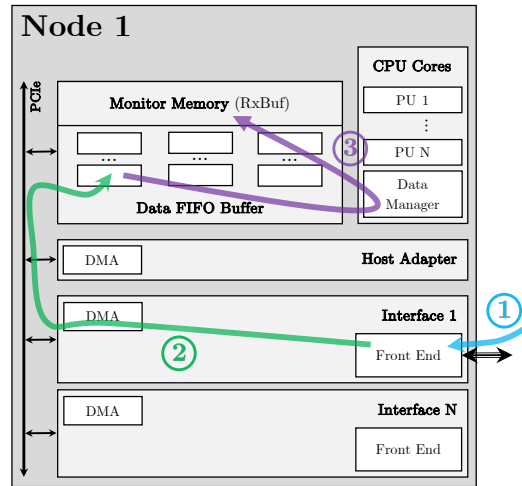 Node 1
PCIe
CPU Cores
PU 1
⋮
PU N
Data
Manager
Monitor Memory (RxBuf)
...
...
...
Data FIFO Buffer
3
DMA
Host Adapter
DMA
Interface 1
Front End
1
2
DMA
Interface N
Front End